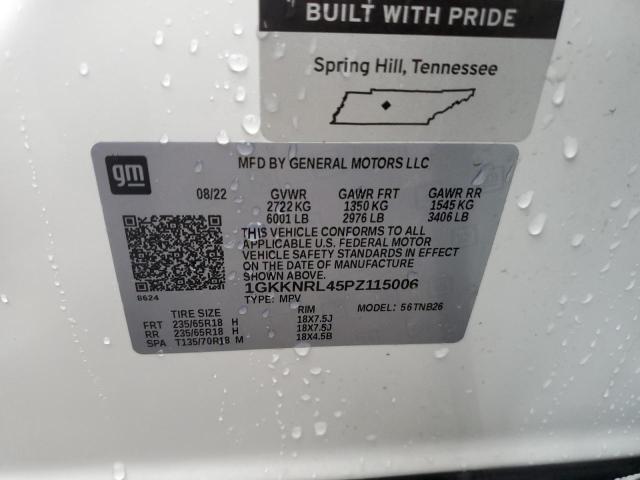 BUILT WITH PRIDE
Spring Hill, Tennessee
gm
MFD BY GENERAL MOTORS LLC
08/22 GVWR GAWR FRT GAWR RR
2722 KG 1350 KG 1545 KG
6001 LB 2976 LB 3406 LB
THIS VEHICLE CONFORMS TO ALL
APPLICABLE U.S. FEDERAL MOTOR
VEHICLE SAFETY STANDARDS IN EFFECT
ON THE DATE OF MANUFACTURE
SHOWN ABOVE.
1GKKNRL45PZ115006
8624
TYPE: MPV MODEL: 56TNB26
TIRE SIZE RIM
FRT 235/65R18 H 18X7.5J
RR 235/65R18 H 18X7.5J
SPA T135/70R18 M 18X4.5B